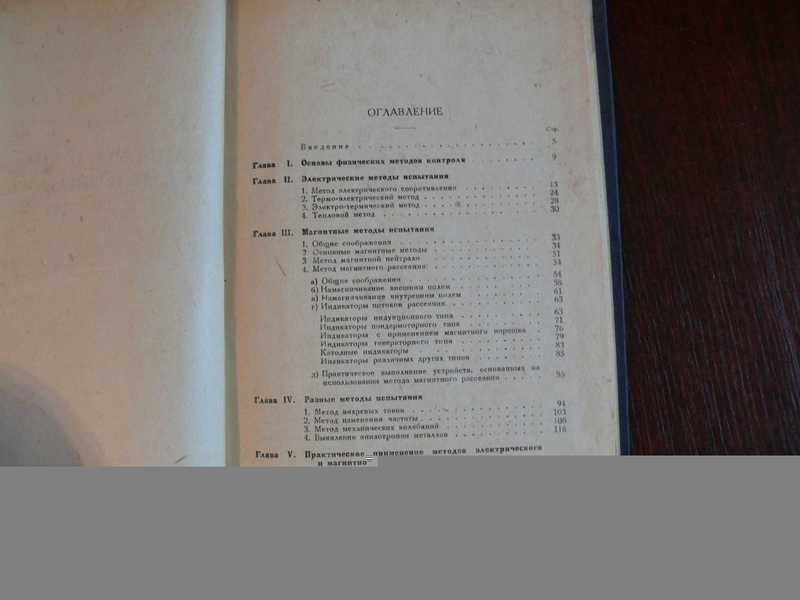 ОГЛАВЛЕНИЕ
Стр.
Введение 5
Глава I. Основы физических методов контроля 9
Глава II. Электрические методы испытания
1. Метод электрического сопротивления 13
2. Термо-электрический метод 24
3. Электро-термический метод 28
4. Тепловой метод 30
Глава III. Магнитные методы испытания
1. Общие соображения 33
2 Основные магнитные методы 34
3 Метод магнитной нейтрали 51
4. Метод магнитного рассеяния: 54
а) Общие соображения 54
б) Намагничивание внешним полем 56
в) Намагничивание внутренним полем 61
г) Индикаторы потоков рассеяния 63
Индикаторы индукционного типа 63
Индикаторы пондермоторного типа 71
Индикаторы с применением магнитного порошка 76
Индикаторы генераторного типа 79
Катодные индикаторы 83
Индикаторы различных других типов 85
д) Практическое выполнение устройств, основанных на
использовании метода магнитного рассеяния
Глава IV. Разные методы испытания
1. Метод вихревых токов 94
2. Метод изменения частоты 103
3. Метод механических колебаний 106
4. Выявление анизотропии металлов 116
Глава V. Практическое применение методов электрического
и магнитно